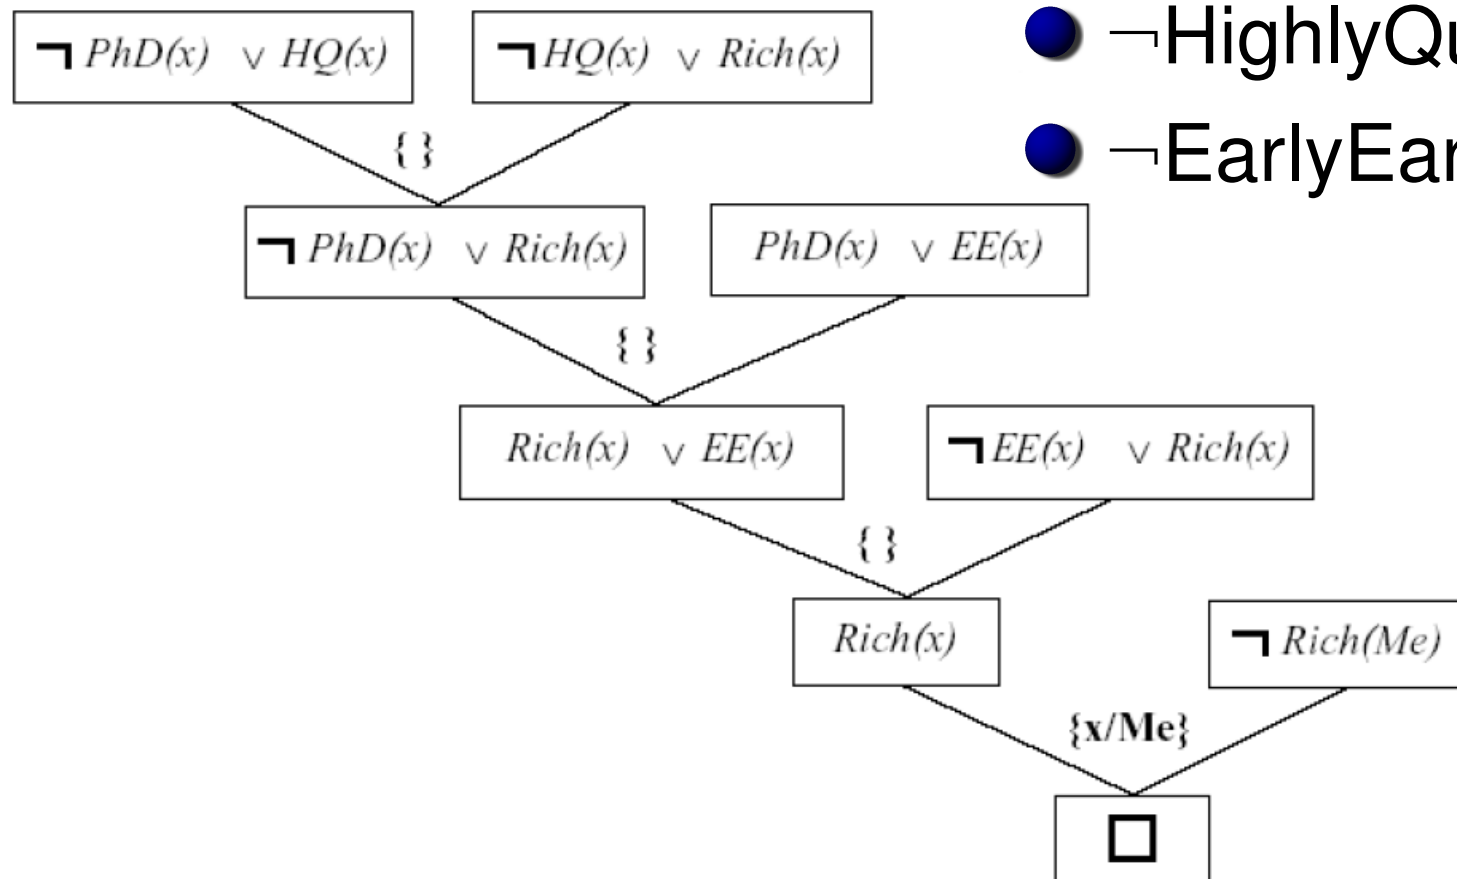 ¬ PhD(x) ∨ HQ(x)
¬ HQ(x) ∨ Rich(x)
{ }
¬ PhD(x) ∨ Rich(x)
PhD(x) ∨ EE(x)
{ }
Rich(x) ∨ EE(x)
¬ EE(x) ∨ Rich(x)
{ }
Rich(x)
¬ Rich(Me)
{x/Me}
□
¬HighlyQu
¬EarlyEar